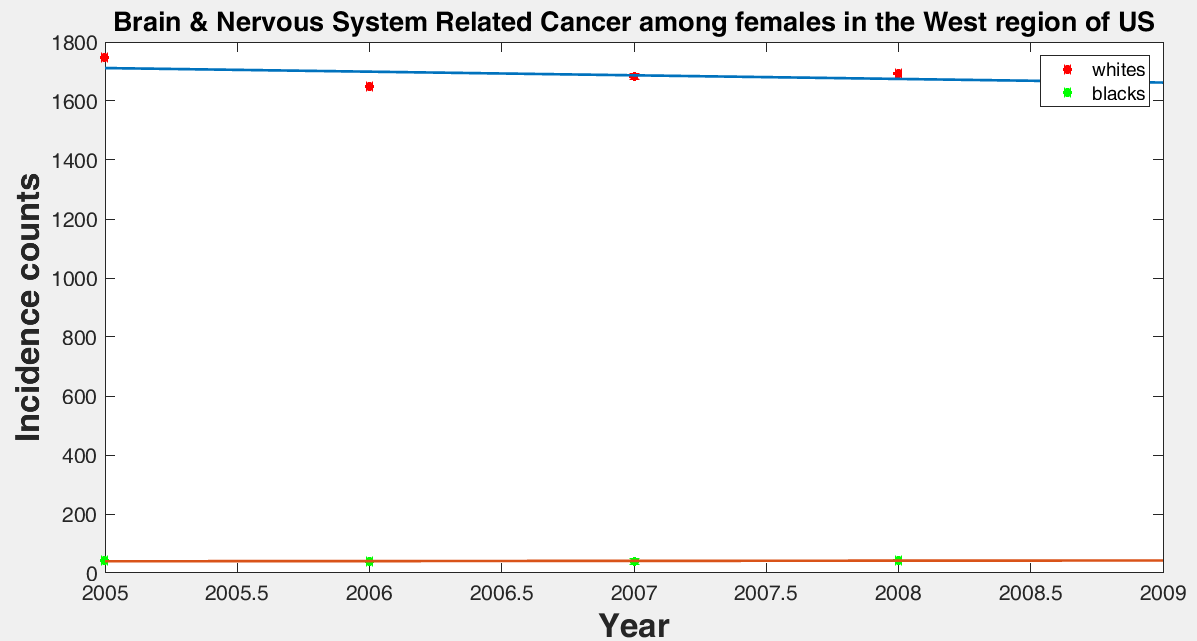 Brain & Nervous System Related Cancer among females in the West region of US
1800
1600
1400
1200
1000
800
600
400
200
0
Incidence counts
whites
blacks
2005 2005.5 2006 2006.5 2007 2007.5 2008 2008.5 2009
Year